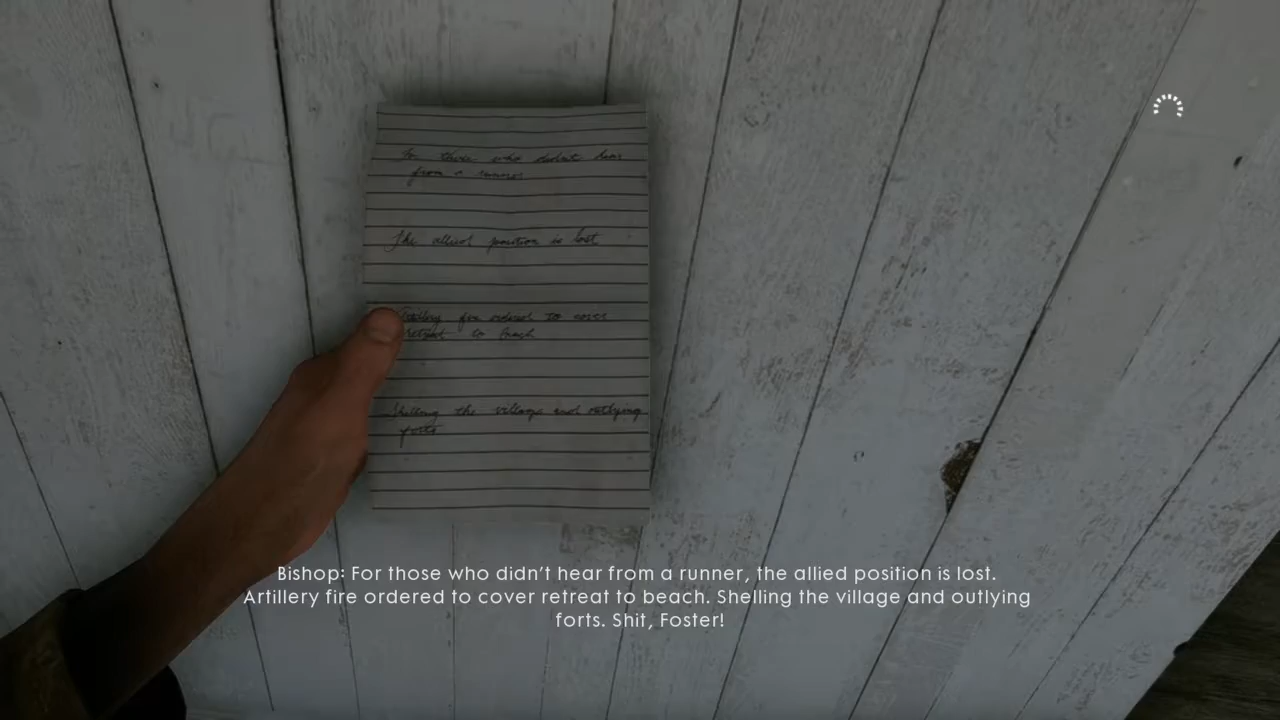 For those who didnt hear
from a runner
The allied position is lost
Artillery fire ordered to cover
retreat to beach
Shelling the village and outlying
forts
Bishop: For those who didn't hear from a runner, the allied position is lost.
Artillery fire ordered to cover retreat to beach. Shelling the village and outlying
forts. Shit, Foster!